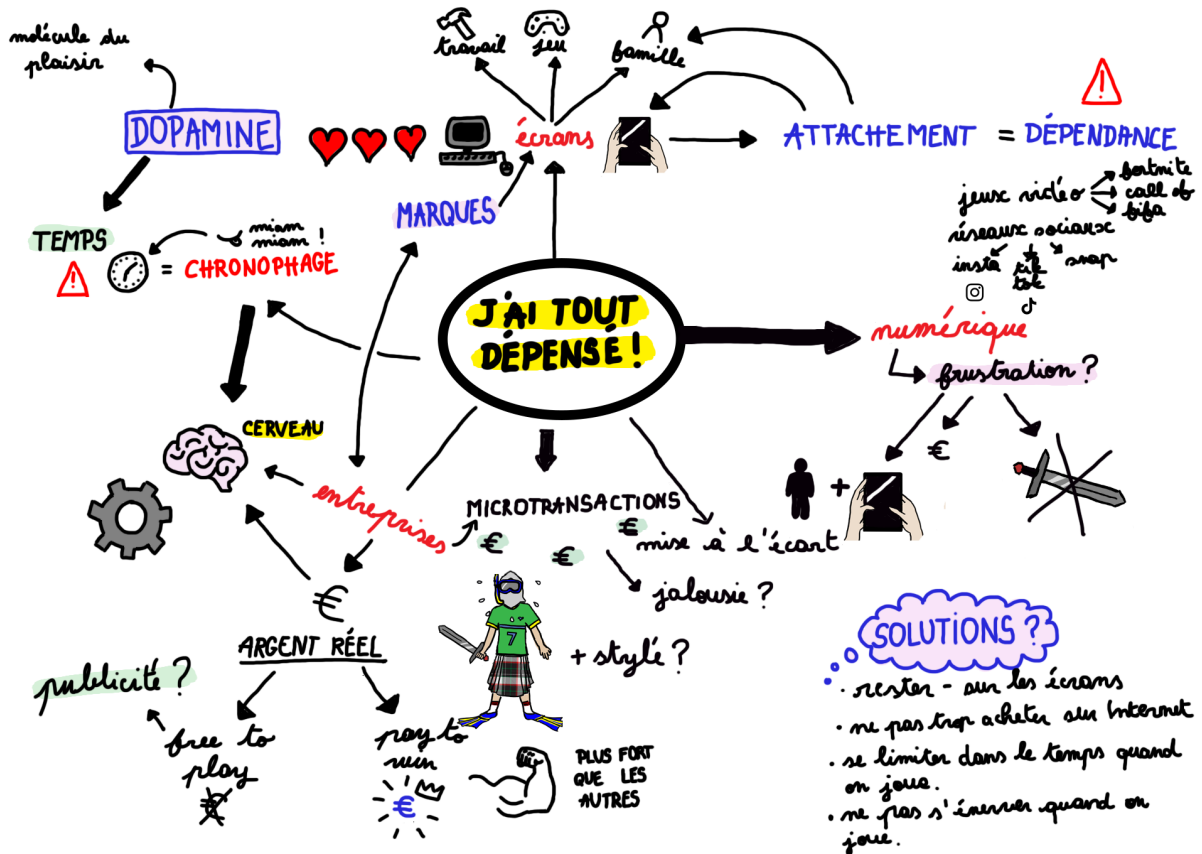 molécule du
plaisir
DOPAMINE
travail
jeu
famille
écrans
ATTACHEMENT = DÉPENDANCE
MARQUES
TEMPS
miam
miam !
= CHRONOPHAGE
jeux vidéo
fortnite
call of
fifa
réseaux sociaux
insta
tik
tok
snap
J'AI TOUT
DÉPENSÉ !
numérique
frustration ?
€
CERVEAU
entreprises
MICROTRANSACTIONS
€ € €
+
mise à l'écart
jalousie ?
€
ARGENT RÉEL
publicité ?
free to
play
€
pay to
win
€
7
+ stylé ?
PLUS FORT
QUE LES
AUTRES
SOLUTIONS ?
. rester - sur les écrans
. ne pas trop acheter sur Internet
. se limiter dans le temps quand
on joue.
. ne pas s'énerver quand on
joue.